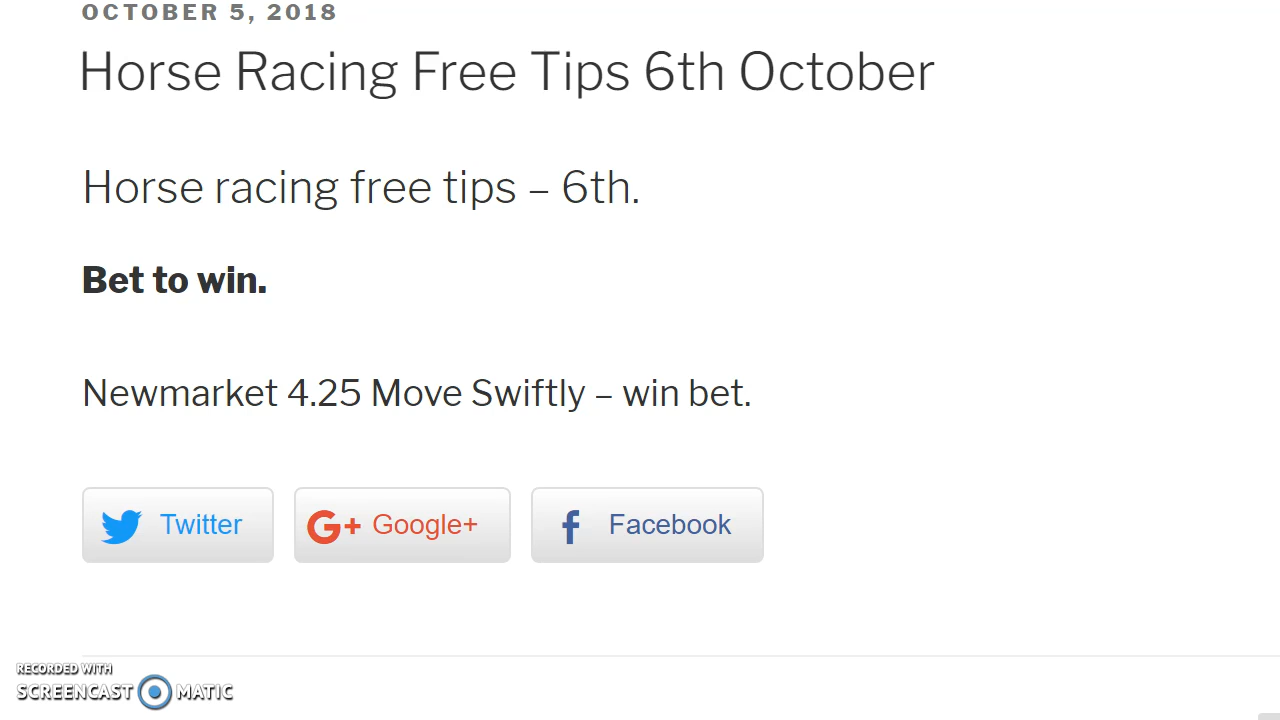 OCTOBER 5, 2018
Horse Racing Free Tips 6th October
Horse racing free tips – 6th.
Bet to win.
Newmarket 4.25 Move Swiftly – win bet.
Twitter
G+ Google+
f Facebook
RECORDED WITH
SCREENCAST MATIC